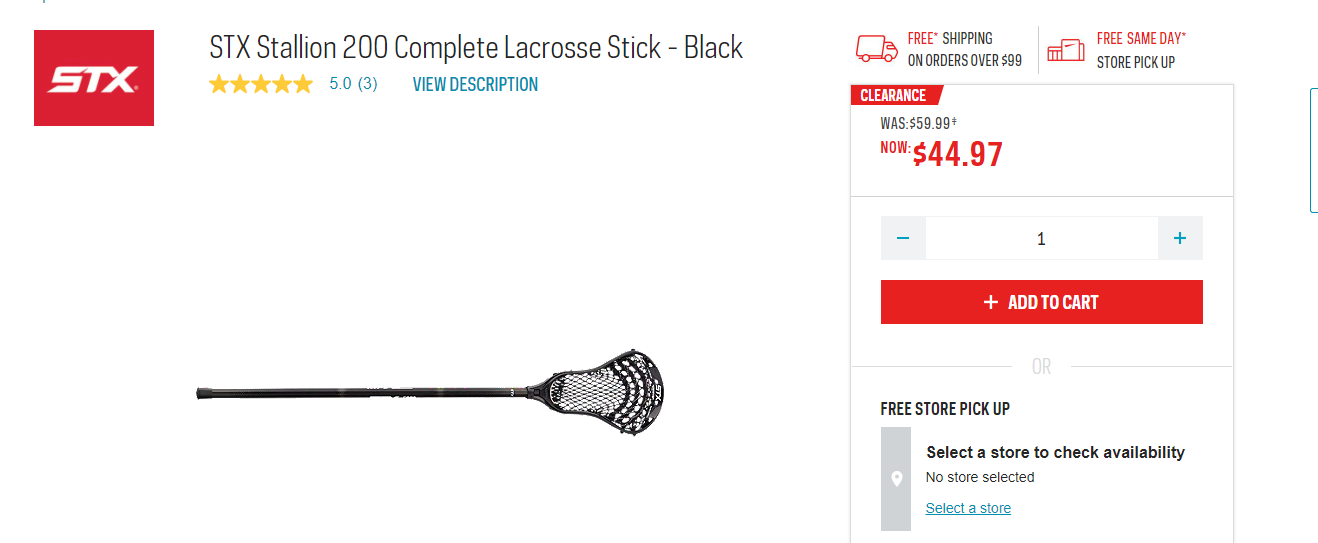 STX
STX Stallion 200 Complete Lacrosse Stick - Black
5.0 (3) VIEW DESCRIPTION
FREE* SHIPPING
ON ORDERS OVER $99
FREE SAME DAY*
STORE PICK UP
CLEARANCE
WAS:$59.99‡
NOW:$44.97
− 1 +
+ ADD TO CART
OR
FREE STORE PICK UP
Select a store to check availability
No store selected
Select a store
STX